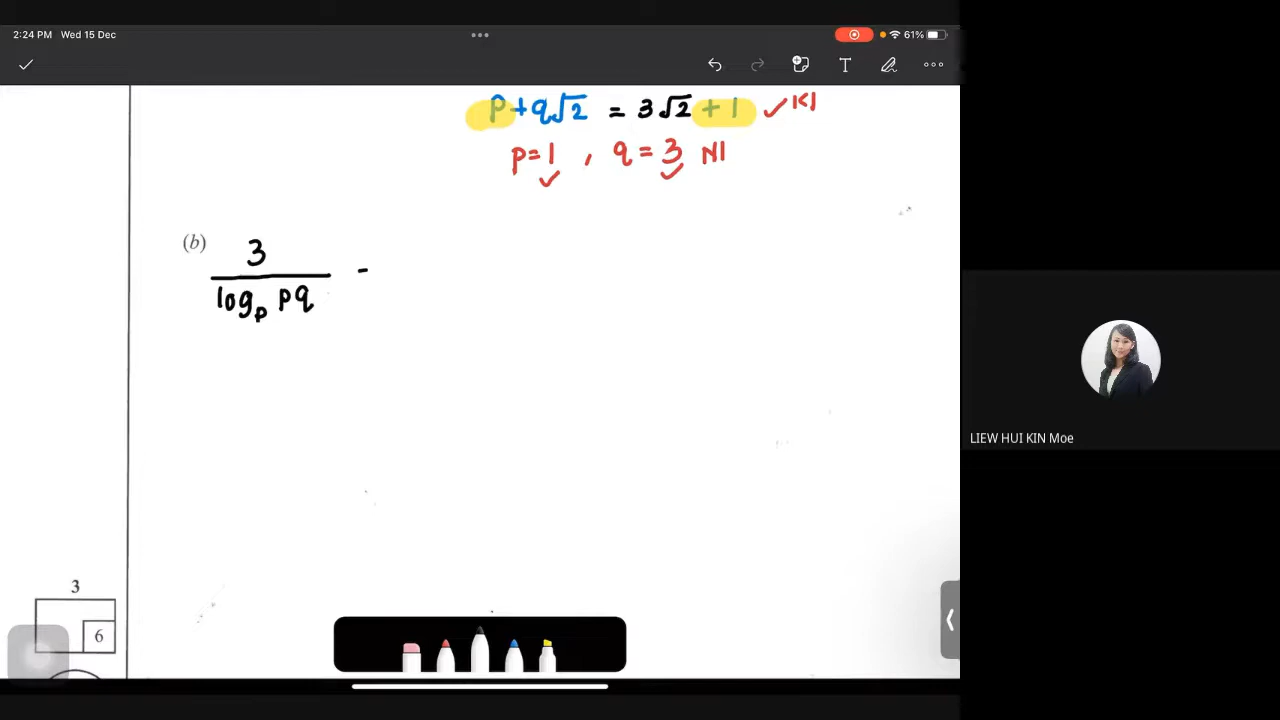 2:24 PM Wed 15 Dec
61%
T
p + q√2 = 3√2 + 1 ✓ K1
p = 1 , q = 3 N1
✓ ✓
(b) 3
log_p pq
-
3
6
LIEW HUI KIN Moe